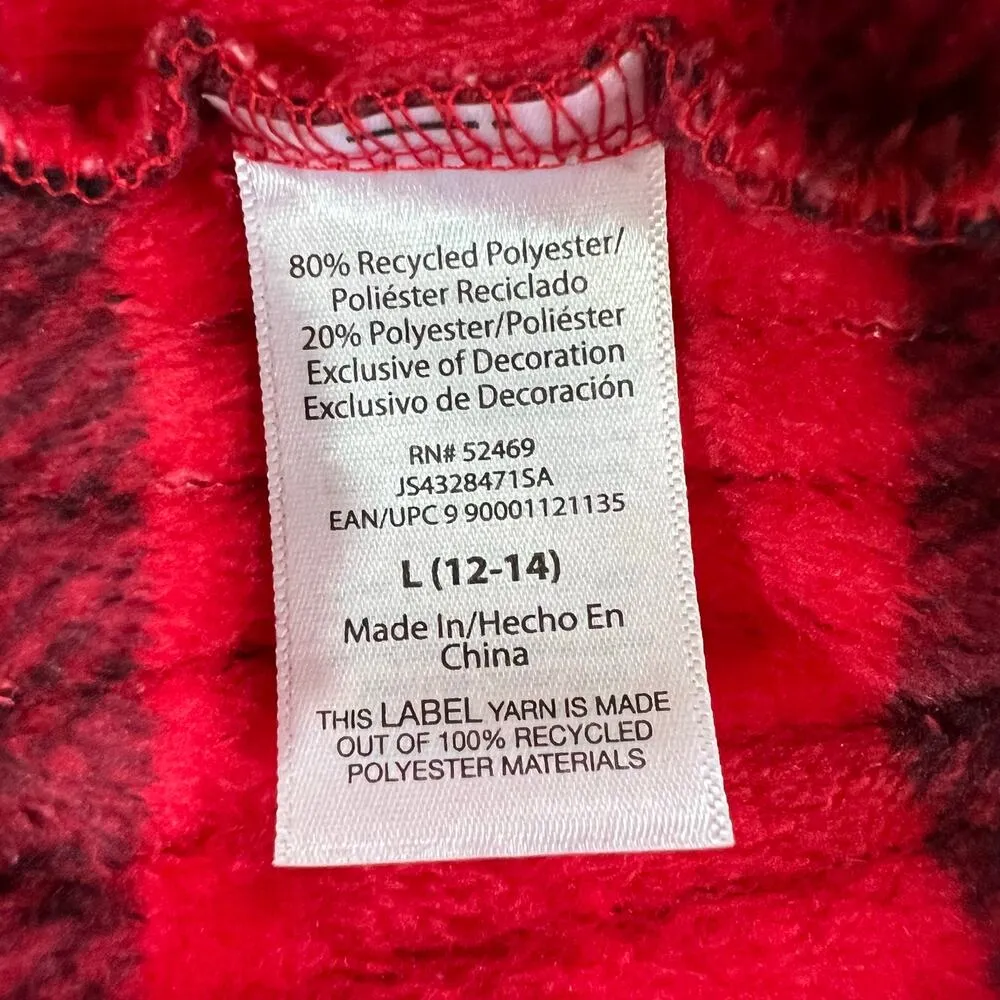 80% Recycled Polyester/
Poliéster Reciclado
20% Polyester/Poliéster
Exclusive of Decoration
Exclusivo de Decoración
RN# 52469
JS4328471SA
EAN/UPC 9 90001121135
L (12-14)
Made In/Hecho En
China
THIS LABEL YARN IS MADE
OUT OF 100% RECYCLED
POLYESTER MATERIALS